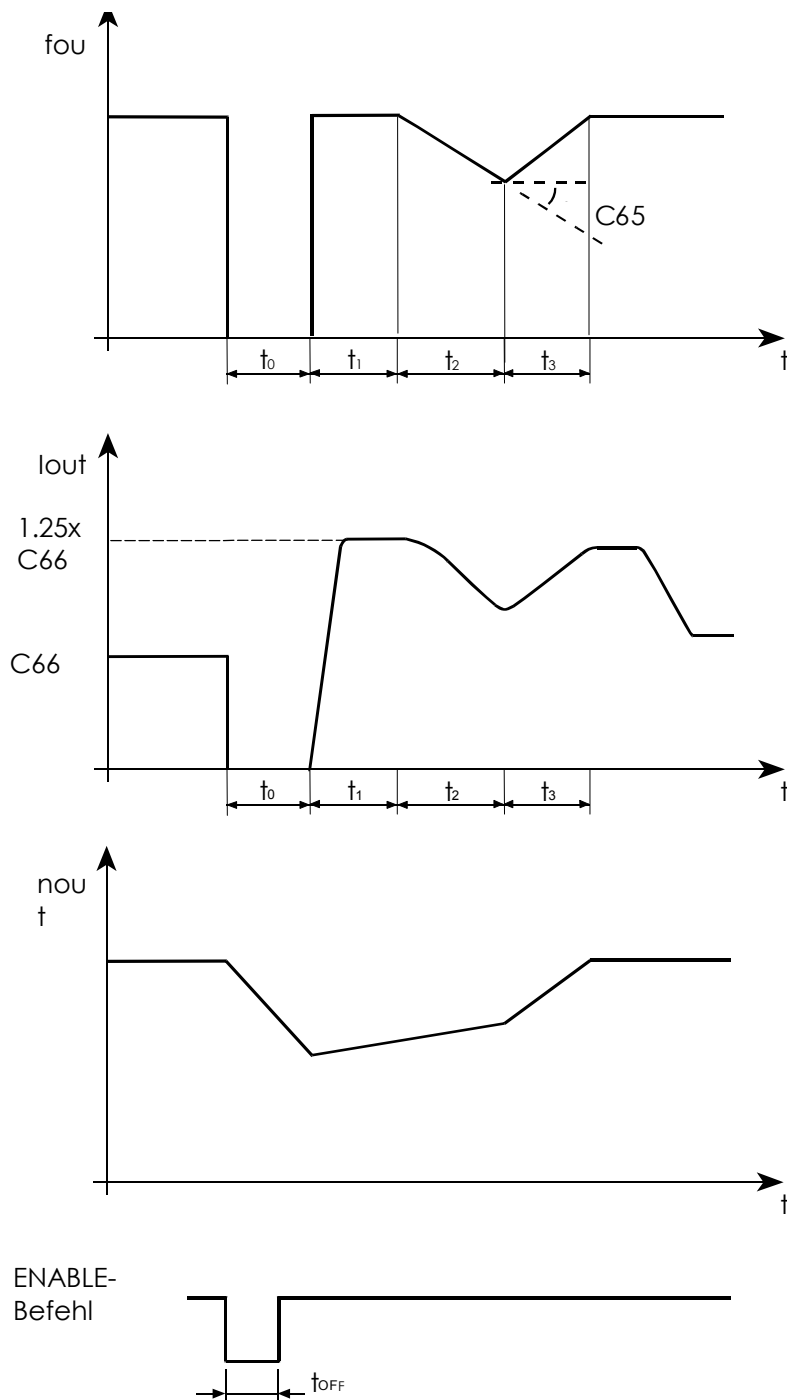 fou
C65
t0 t1 t2 t3
t
Iout
1.25x
C66
C66
t0 t1 t2 t3
t
nou
t
t
ENABLE-
Befehl
tOFF